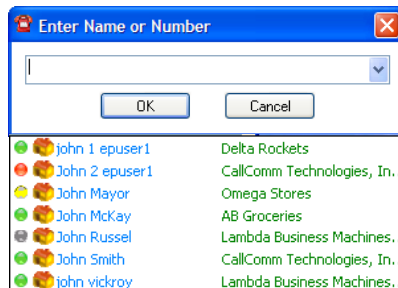 Enter Name or Number
OK Cancel
john 1 epuser1 Delta Rockets
John 2 epuser1 CallComm Technologies, In.
John Mayor Omega Stores
John McKay AB Groceries
John Russel Lambda Business Machines.
John Smith CallComm Technologies, In.
john vickroy Lambda Business Machines.